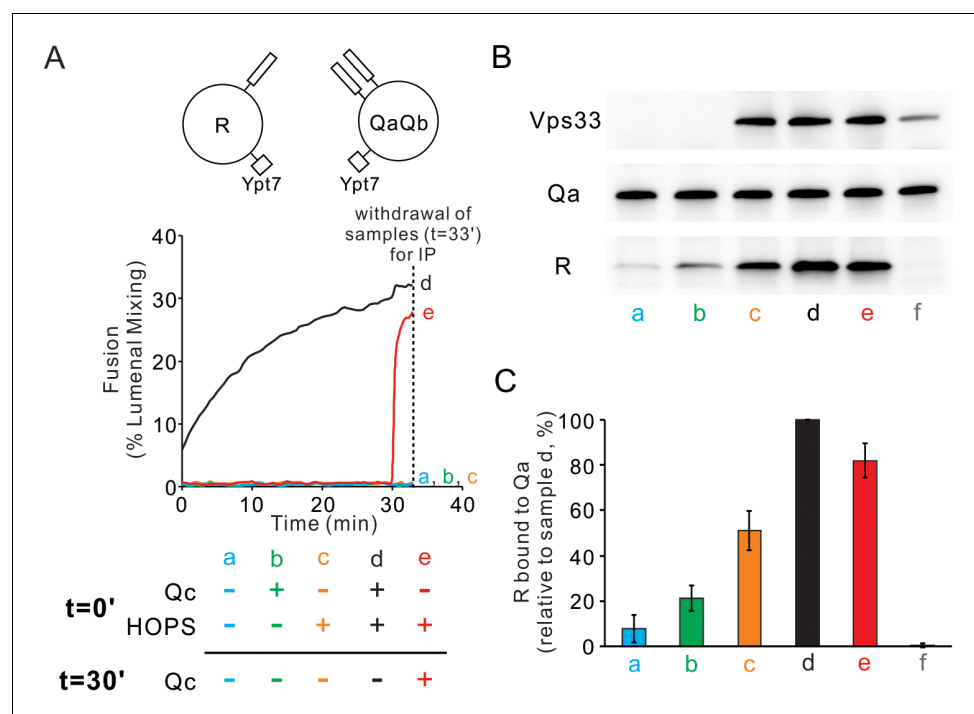 A
R
QaQb
Ypt7
Ypt7
withdrawal of
samples (t=33')
for IP
40
30
20
10
0
Fusion
(% Lumenal Mixing)
d
e
a, b, c
0
10
20
30
40
Time (min)
a b c d e
t=0'
Qc - + - + -
HOPS - - + + +
t=30'
Qc - - - - +
B
Vps33
Qa
R
a b c d e f
C
R bound to Qa
(relative to sample d, %)
100
80
60
40
20
0
a b c d e f